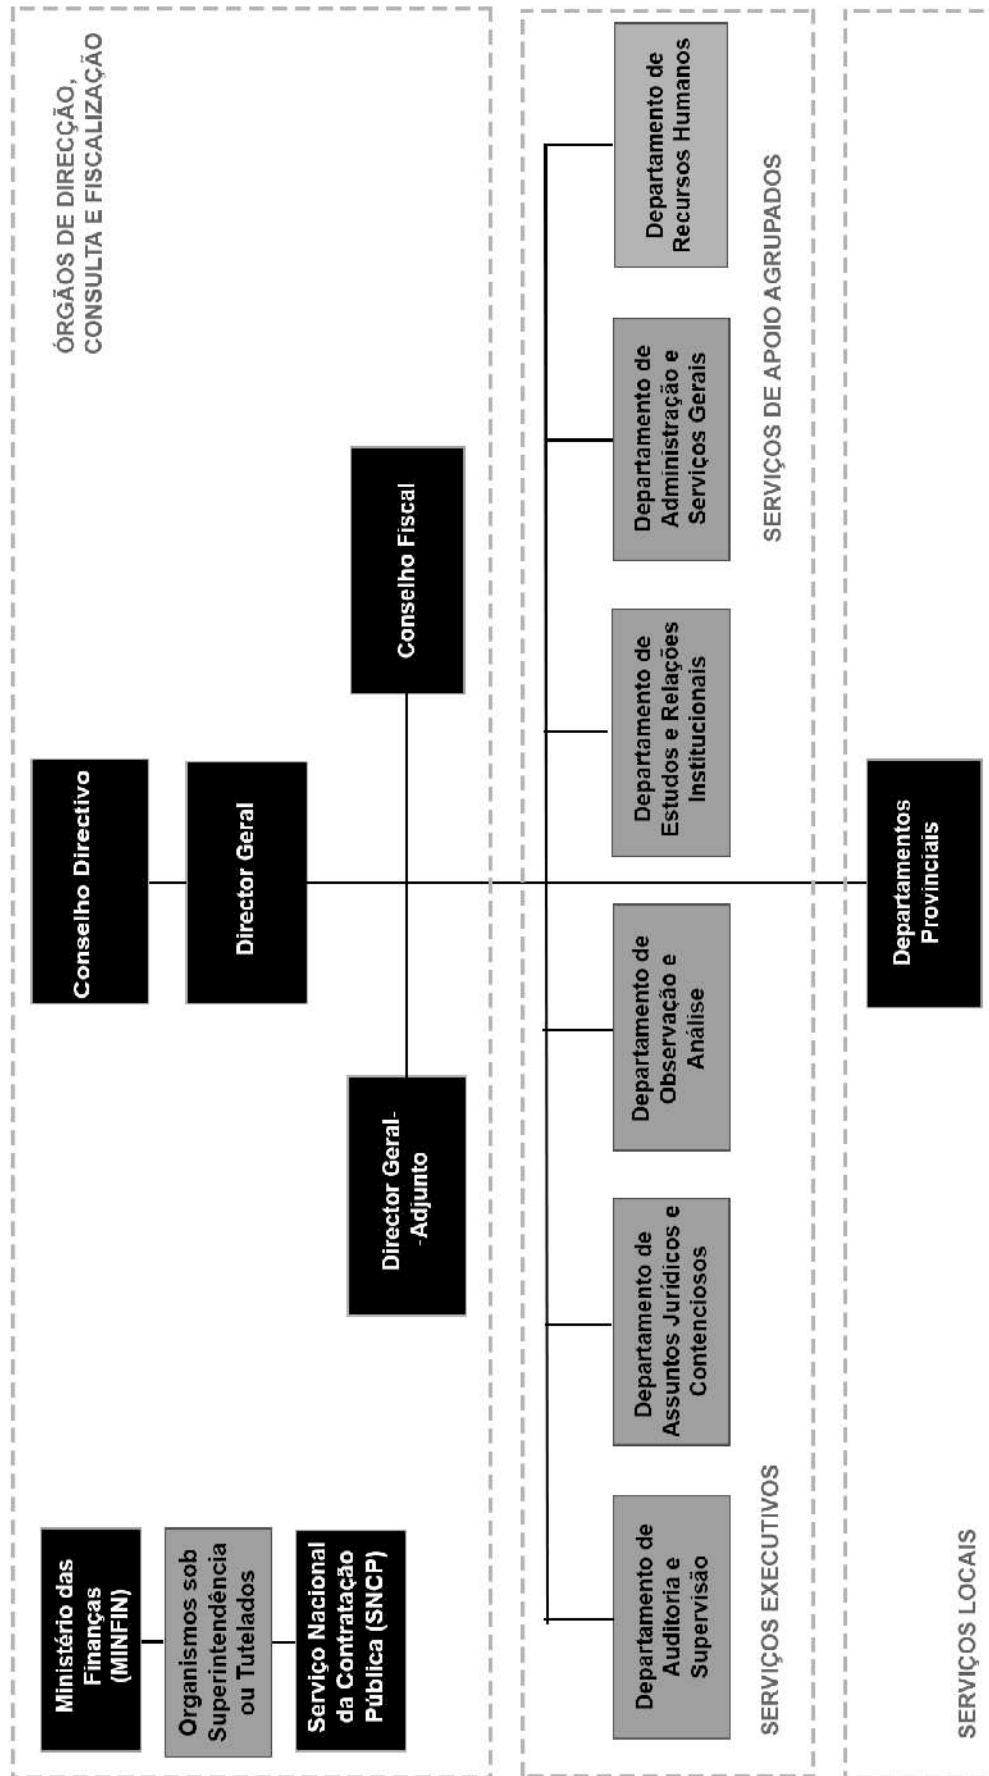 Ministério das
Finanças
(MINFIN)
Organismos sob
Superintendência
ou Tutelados
Serviço Nacional
da Contratação
Pública (SNCP)
Conselho Directivo
Director Geral
ÓRGÃOS DE DIRECÇÃO,
CONSULTA E FISCALIZAÇÃO
Director Geral-
-Adjunto
Conselho Fiscal
Departamento de
Auditoria e
Supervisão
Departamento de
Assuntos Jurídicos e
Contenciosos
Departamento de
Observação e
Análise
Departamento de
Estudos e Relações
Institucionais
Departamento de
Administração e
Serviços Gerais
Departamento de
Recursos Humanos
SERVIÇOS EXECUTIVOS
SERVIÇOS DE APOIO AGRUPADOS
Departamentos
Provinciais
SERVIÇOS LOCAIS